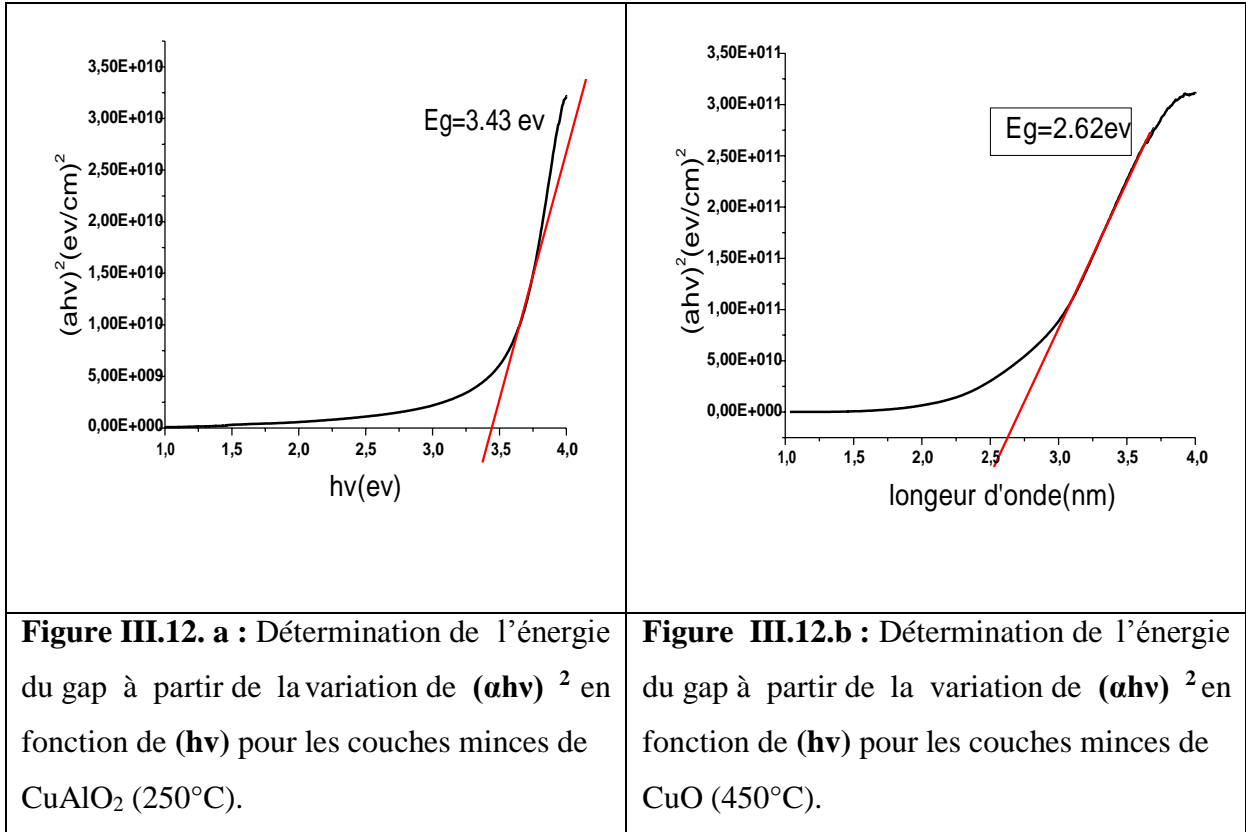 3,50E+010
3,00E+010
2,50E+010
2,00E+010
1,50E+010
1,00E+010
5,00E+009
0,00E+000
(ahv)²(ev/cm)²
Eg=3.43 ev
1,0 1,5 2,0 2,5 3,0 3,5 4,0
hv(ev)
3,50E+011
3,00E+011
2,50E+011
2,00E+011
1,50E+011
1,00E+011
5,00E+010
0,00E+000
(ahv)²(ev/cm)²
Eg=2.62ev
1,0 1,5 2,0 2,5 3,0 3,5 4,0
longeur d'onde(nm)
Figure III.12. a : Détermination de l’énergie
du gap à partir de la variation de (αhν) ² en
fonction de (hν) pour les couches minces de
CuAlO₂ (250°C).
Figure III.12.b : Détermination de l’énergie
du gap à partir de la variation de (αhν) ² en
fonction de (hν) pour les couches minces de
CuO (450°C).